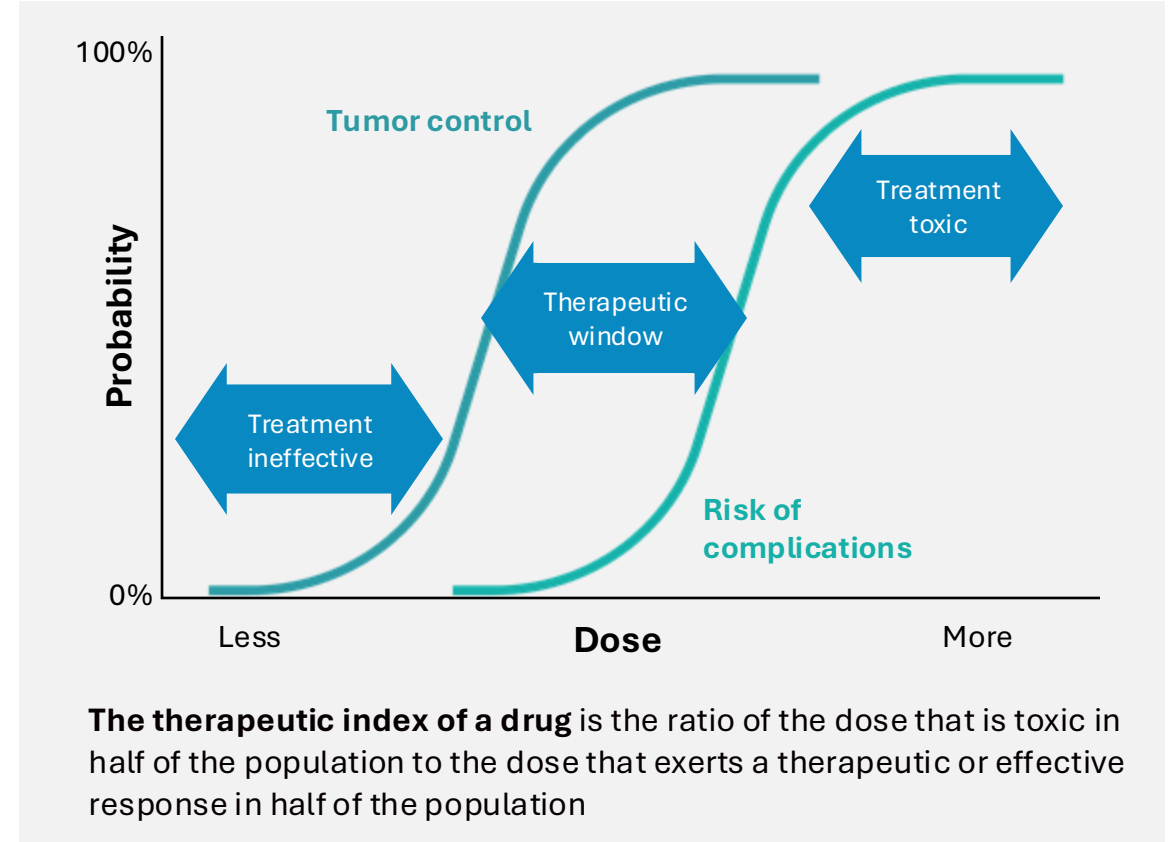 100%
Tumor control
Treatment
toxic
Probability
Therapeutic
window
Treatment
ineffective
Risk of
complications
0%
Less
Dose
More
The therapeutic index of a drug is the ratio of the dose that is toxic in
half of the population to the dose that exerts a therapeutic or effective
response in half of the population